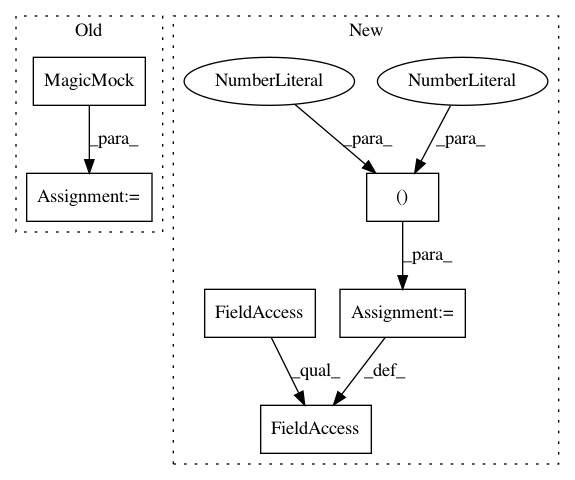 Old
New
MagicMock
NumberLiteral
NumberLiteral
_para_
_para_
_para_
Assignment:=
()
_para_
FieldAccess
Assignment:=
_qual_
_def_
FieldAccess